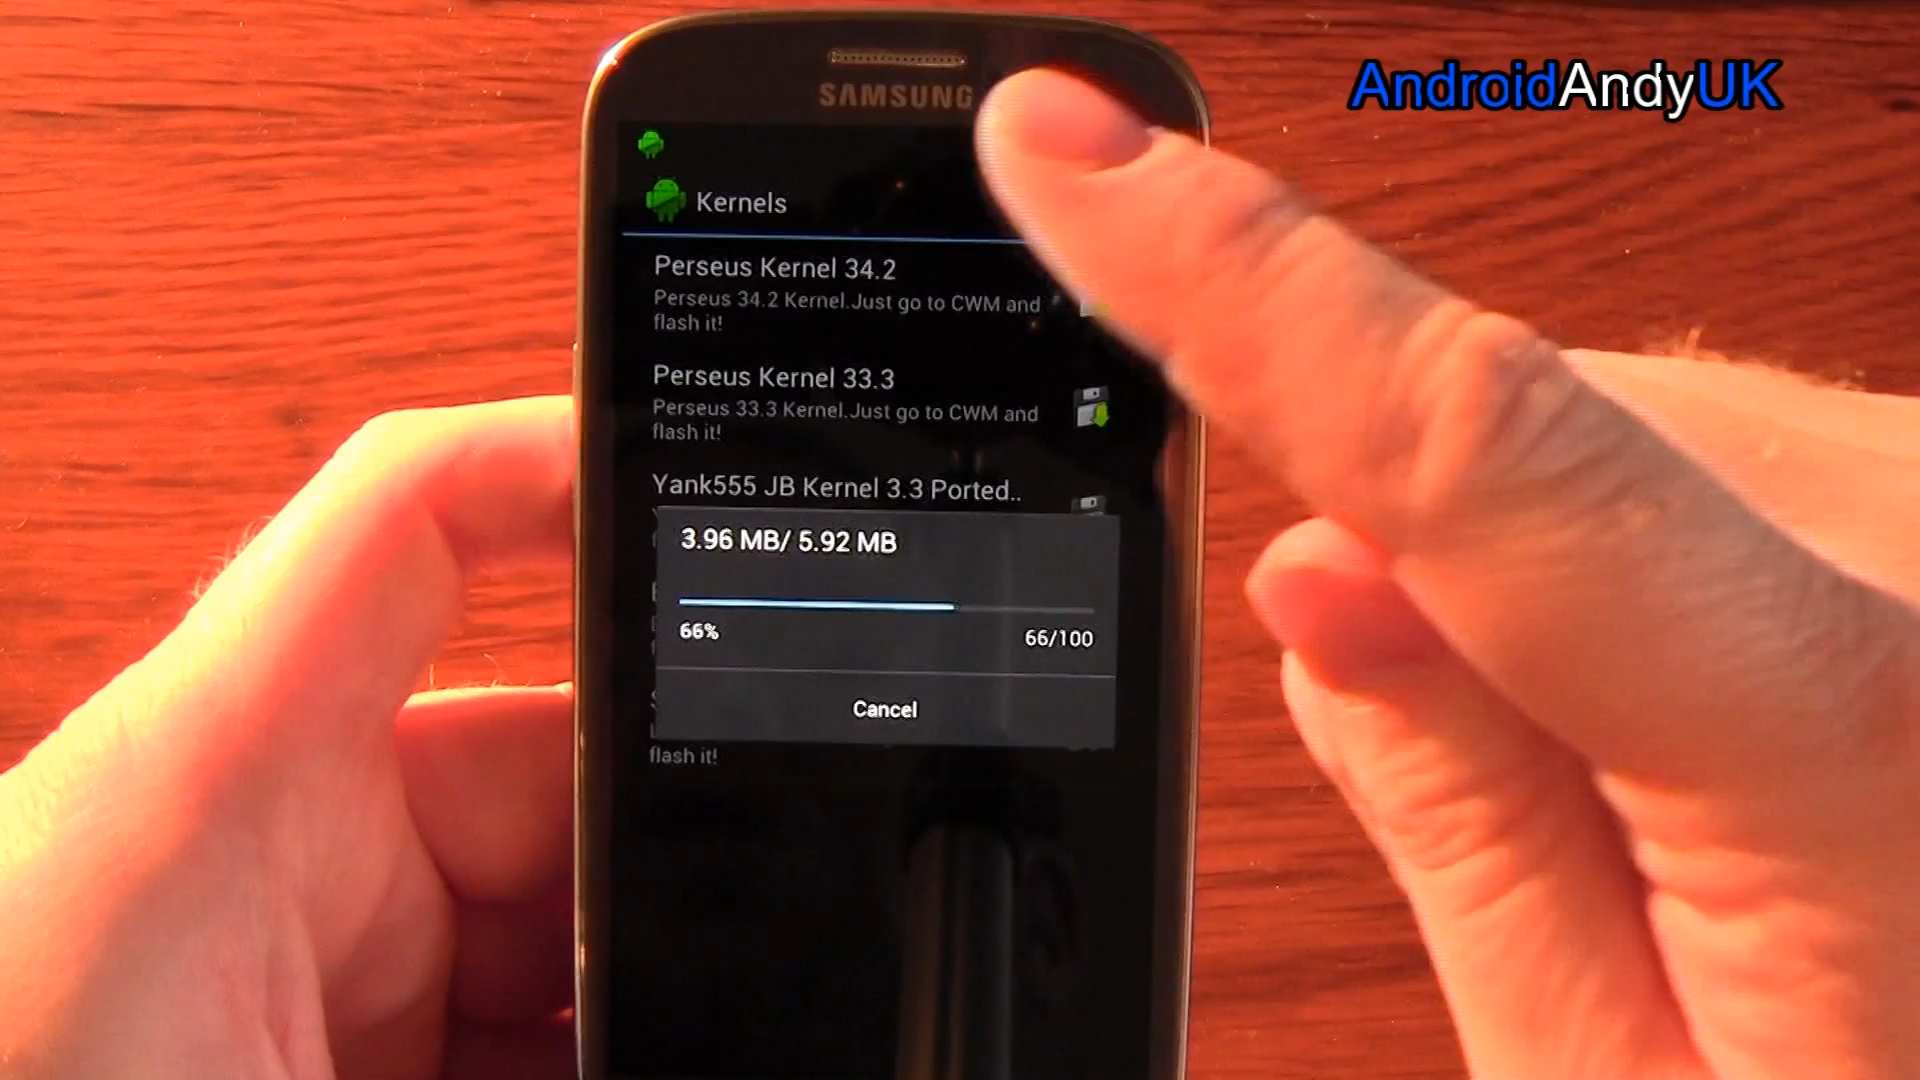 AndroidAndyUK
SAMSUNG
Kernels
Perseus Kernel 34.2
Perseus 34.2 Kernel.Just go to CWM and
flash it!
Perseus Kernel 33.3
Perseus 33.3 Kernel.Just go to CWM and
flash it!
Yank555 JB Kernel 3.3 Ported..
3.96 MB/ 5.92 MB
66%
66/100
Cancel
flash it!